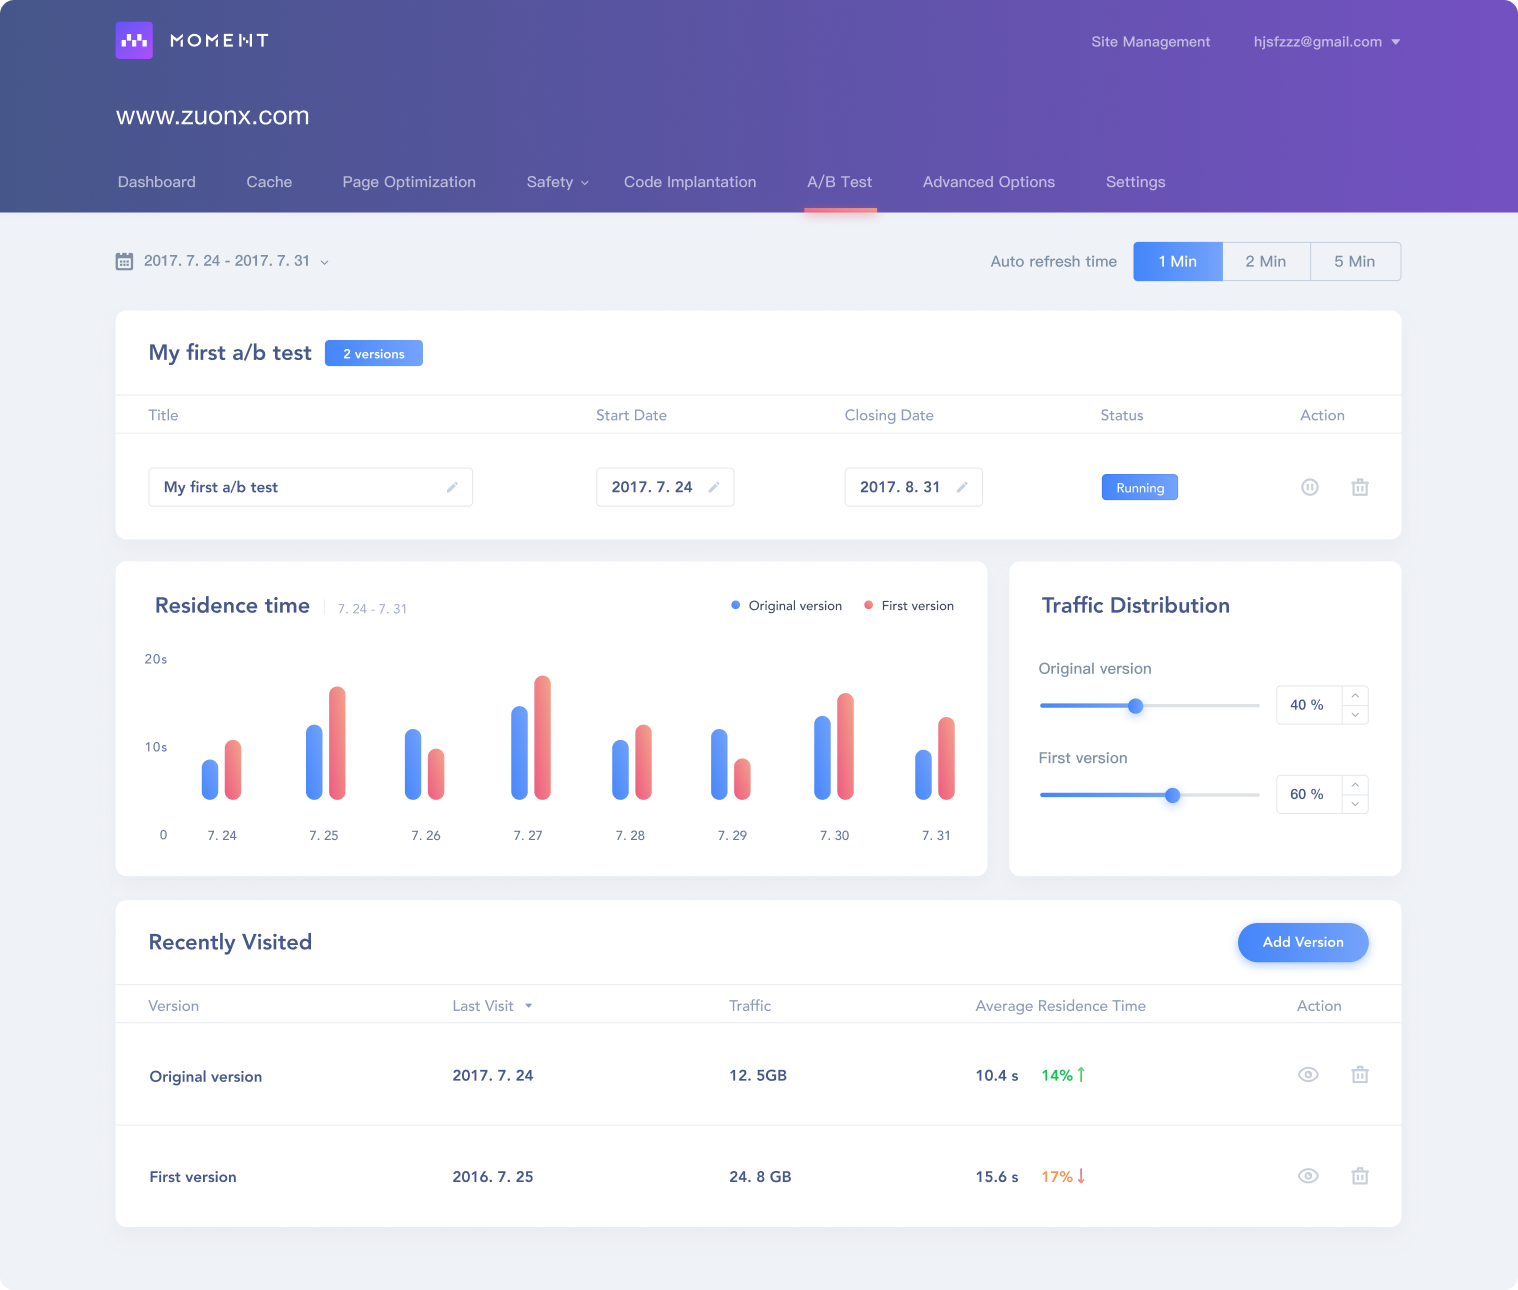 MOMENT
Site Management
hjsfzzz@gmail.com
www.zuonx.com
Dashboard Cache Page Optimization Safety Code Implantation A/B Test Advanced Options Settings
2017. 7. 24 - 2017. 7. 31
Auto refresh time 1 Min 2 Min 5 Min
My first a/b test 2 versions
Title Start Date Closing Date Status Action
My first a/b test 2017. 7. 24 2017. 8. 31 Running
Residence time 7. 24 - 7. 31
Original version First version
20s
10s
0
7. 24 7. 25 7. 26 7. 27 7. 28 7. 29 7. 30 7. 31
Traffic Distribution
Original version
40 %
First version
60 %
Recently Visited
Add Version
Version Last Visit Traffic Average Residence Time Action
Original version 2017. 7. 24 12. 5GB 10.4 s 14%↑
First version 2016. 7. 25 24. 8 GB 15.6 s 17%↓